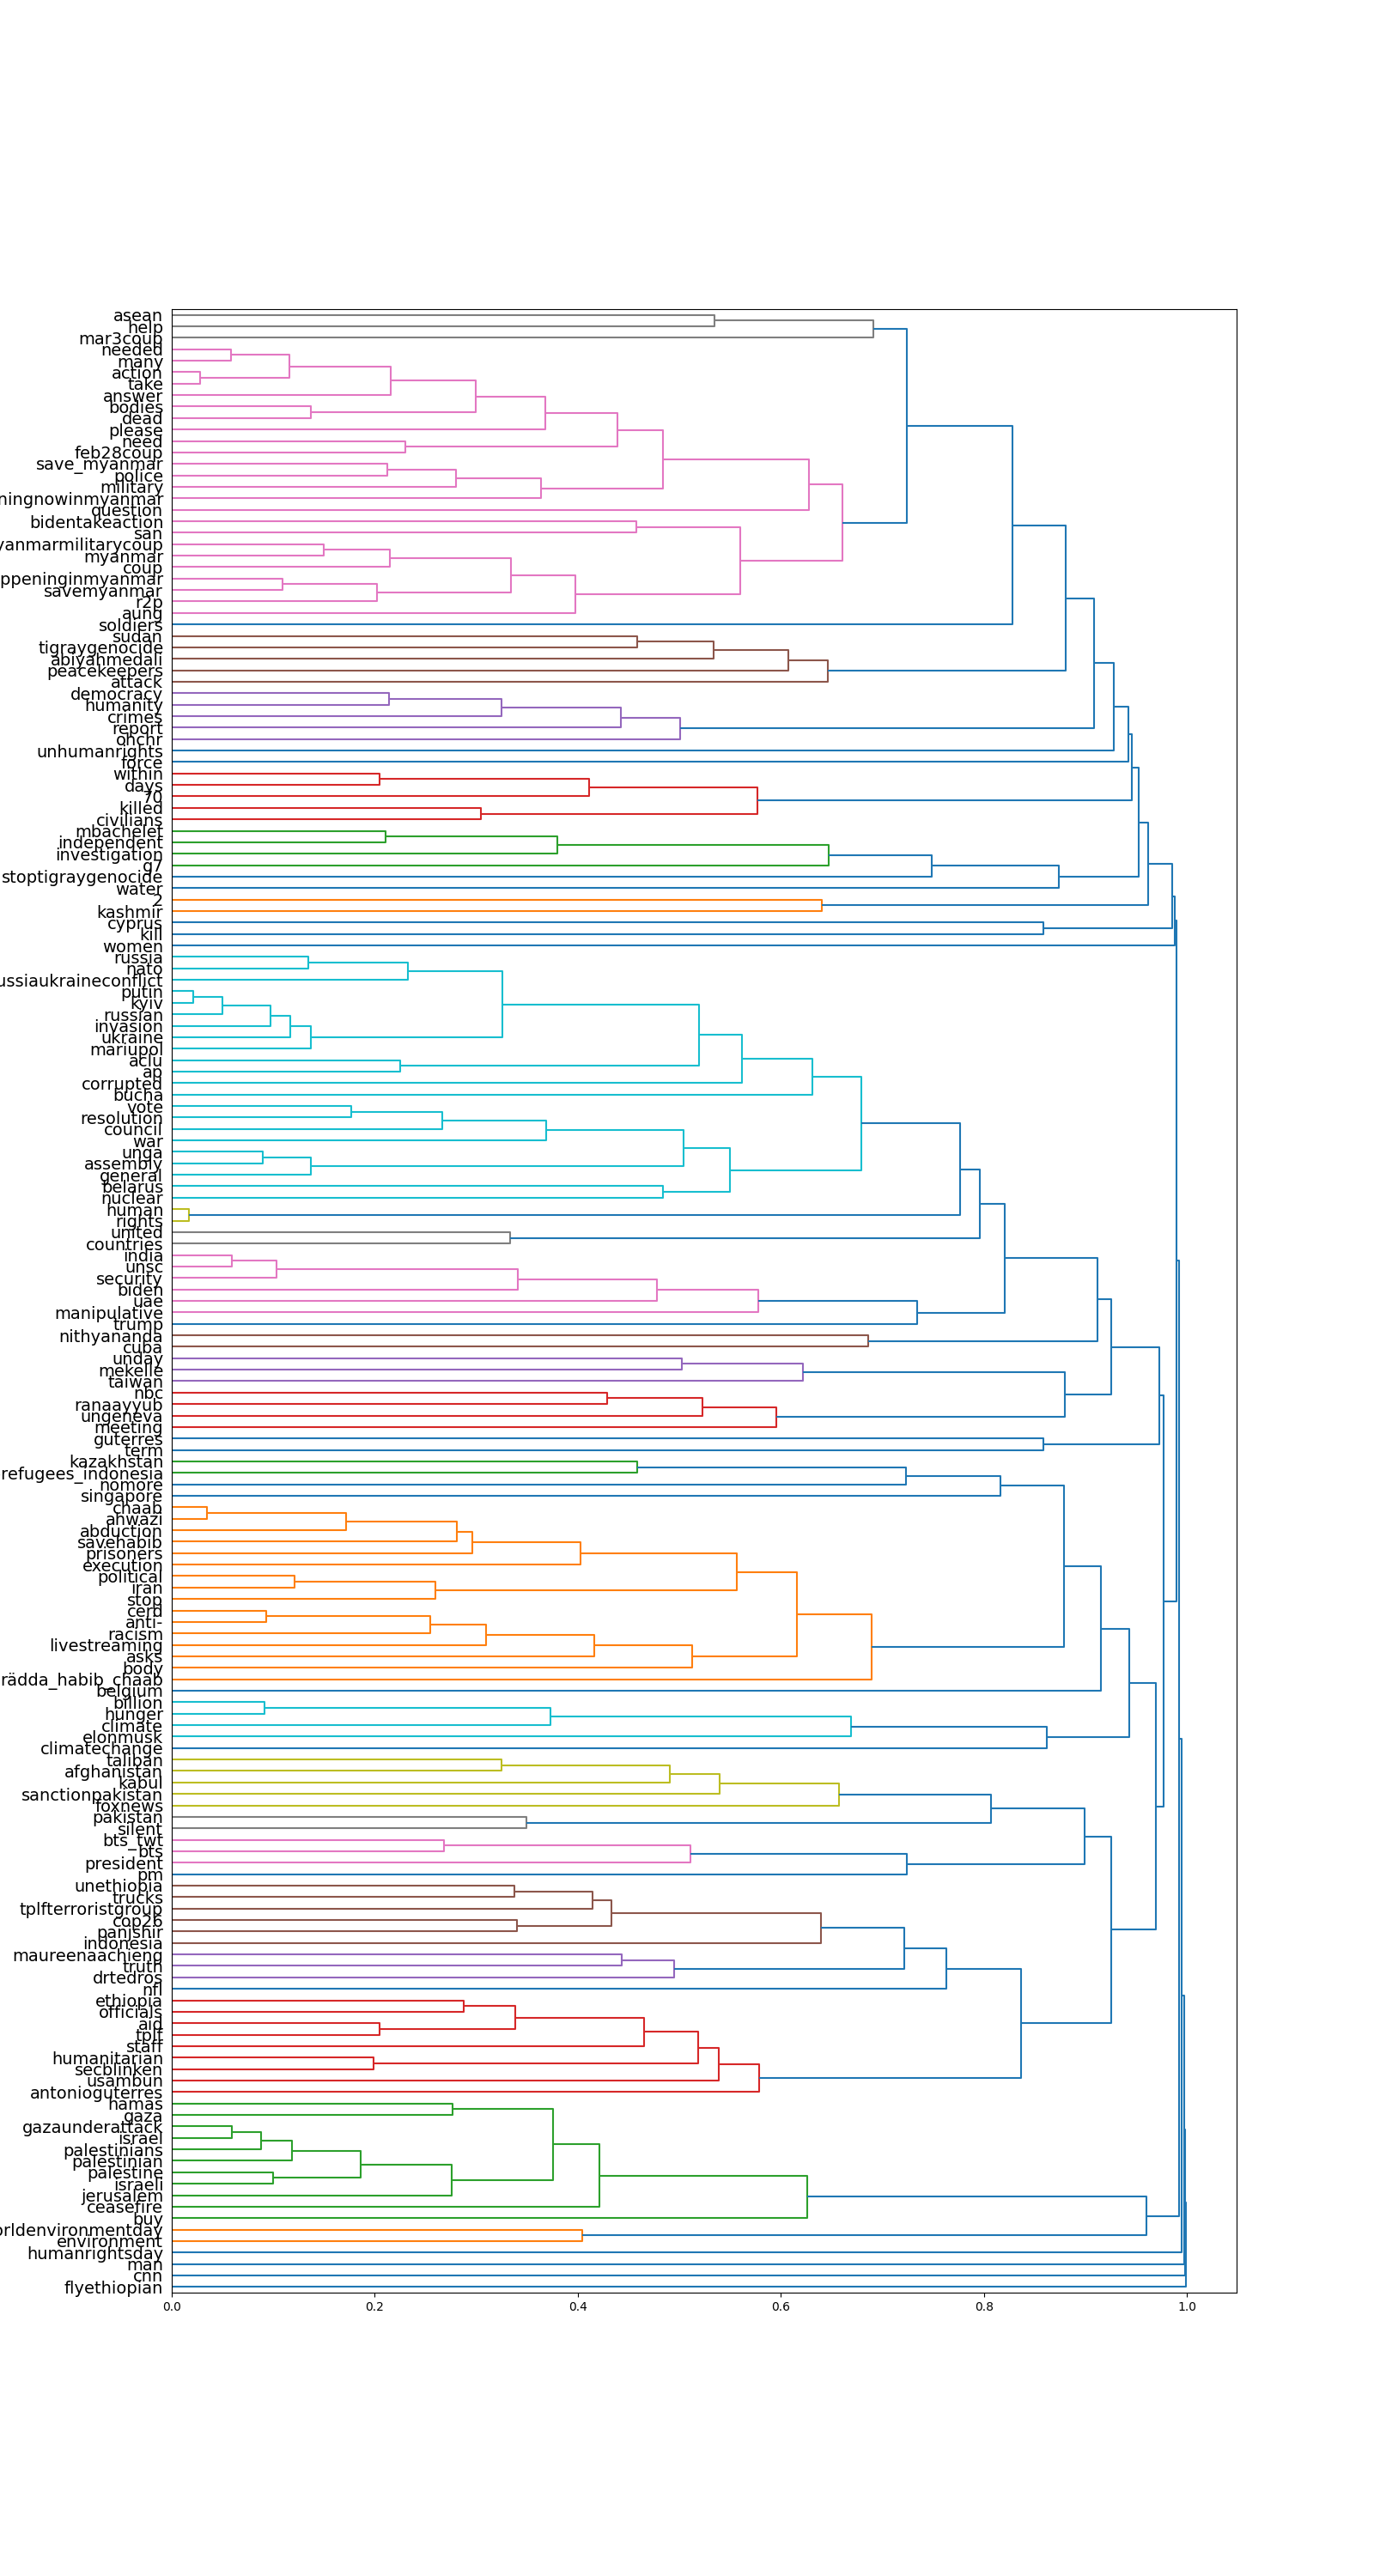 asean
help
mar3coup
needed
many
action
take
answer
bodies
dead
please
need
feb28coup
save_myanmar
police
military
ningnowinmyanmar
question
bidentakeaction
san
yanmarmilitarycoup
myanmar
coup
ppeninginmyanmar
savemyanmar
r2p
aung
soldiers
sudan
tigraygenocide
abiyahmedali
peacekeepers
attack
democracy
humanity
crimes
report
ohchr
unhumanrights
force
within
days
70
killed
civilians
mbachelet
independent
investigation
g7
stoptigraygenocide
water
2
kashmir
cyprus
kill
women
russia
nato
ussiaukraineconflict
putin
kyiv
russian
invasion
ukraine
mariupol
aclu
ap
corrupted
bucha
vote
resolution
council
war
unga
assembly
general
belarus
nuclear
human
rights
united
countries
india
unsc
security
biden
uae
manipulative
trump
nithyananda
cuba
unday
mekelle
taiwan
nbc
ranaayyub
ungeneva
meeting
guterres
term
kazakhstan
refugees_indonesia
nomore
singapore
chaab
ahwazi
abduction
savehabib
prisoners
execution
political
iran
stop
cerd
anti-
racism
livestreaming
asks
body
rädda_habib_chaab
belgium
billion
hunger
climate
elonmusk
climatechange
taliban
afghanistan
kabul
sanctionpakistan
foxnews
pakistan
silent
bts_twt
bts
president
pm
unethiopia
trucks
tplfterroristgroup
cop26
panjshir
indonesia
maureenaachieng
truth
drtedros
nfl
ethiopia
officials
aid
tplf
staff
humanitarian
secblinken
usambun
antonioguterres
hamas
gaza
gazaunderattack
israel
palestinians
palestinian
palestine
israeli
jerusalem
ceasefire
buy
orldenvironmentday
environment
humanrightsday
man
cnn
flyethiopian
0.0 0.2 0.4 0.6 0.8 1.0